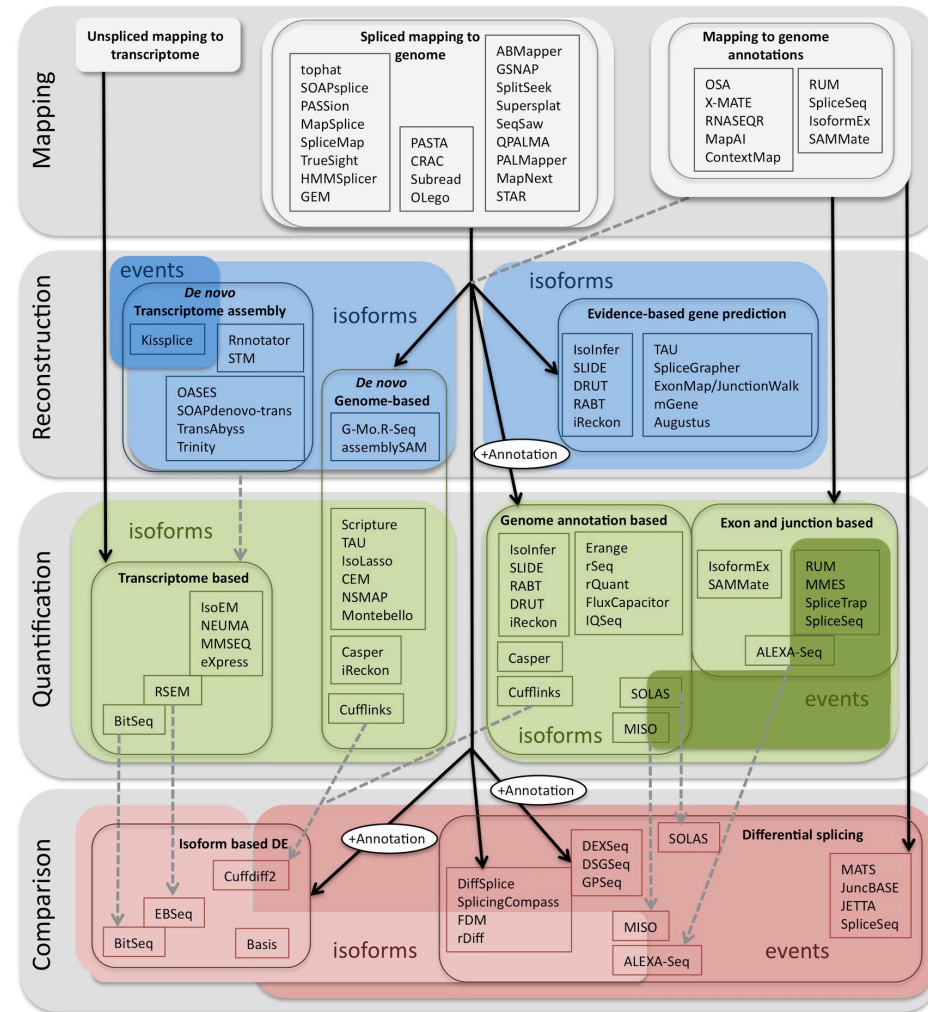 Mapping
Unspliced mapping to
transcriptome
Spliced mapping to
genome
tophat
SOAPsplice
PASSion
MapSplice
SpliceMap
TrueSight
HMMSplicer
GEM
PASTA
CRAC
Subread
OLego
ABMapper
GSNAP
SplitSeek
Supersplat
SeqSaw
QPALMA
PALMapper
MapNext
STAR
Mapping to genome
annotations
OSA
X-MATE
RNASEQR
MapAI
ContextMap
RUM
SpliceSeq
IsoformEx
SAMMate
Reconstruction
events
De novo
Transcriptome assembly
Kissplice
Rnnotator
STM
OASES
SOAPdenovo-trans
TransAbyss
Trinity
isoforms
De novo
Genome-based
G-Mo.R-Seq
assemblySAM
isoforms
Evidence-based gene prediction
IsoInfer
SLIDE
DRUT
RABT
iReckon
TAU
SpliceGrapher
ExonMap/JunctionWalk
mGene
Augustus
+Annotation
Quantification
isoforms
Transcriptome based
IsoEM
NEUMA
MMSEQ
eXpress
RSEM
BitSeq
Scripture
TAU
IsoLasso
CEM
NSMAP
Montebello
Casper
iReckon
Cufflinks
Genome annotation based
IsoInfer
SLIDE
RABT
DRUT
iReckon
Erange
rSeq
rQuant
FluxCapacitor
IQSeq
Casper
Cufflinks
SOLAS
MISO
isoforms
Exon and junction based
IsoformEx
SAMMate
RUM
MMES
SpliceTrap
SpliceSeq
ALEXA-Seq
events
Comparison
+Annotation
+Annotation
Isoform based DE
Cuffdiff2
EBSeq
BitSeq
Basis
isoforms
Differential splicing
DiffSplice
SplicingCompass
FDM
rDiff
DEXSeq
DSGSeq
GPSeq
SOLAS
MISO
ALEXA-Seq
MATS
JuncBASE
JETTA
SpliceSeq
events